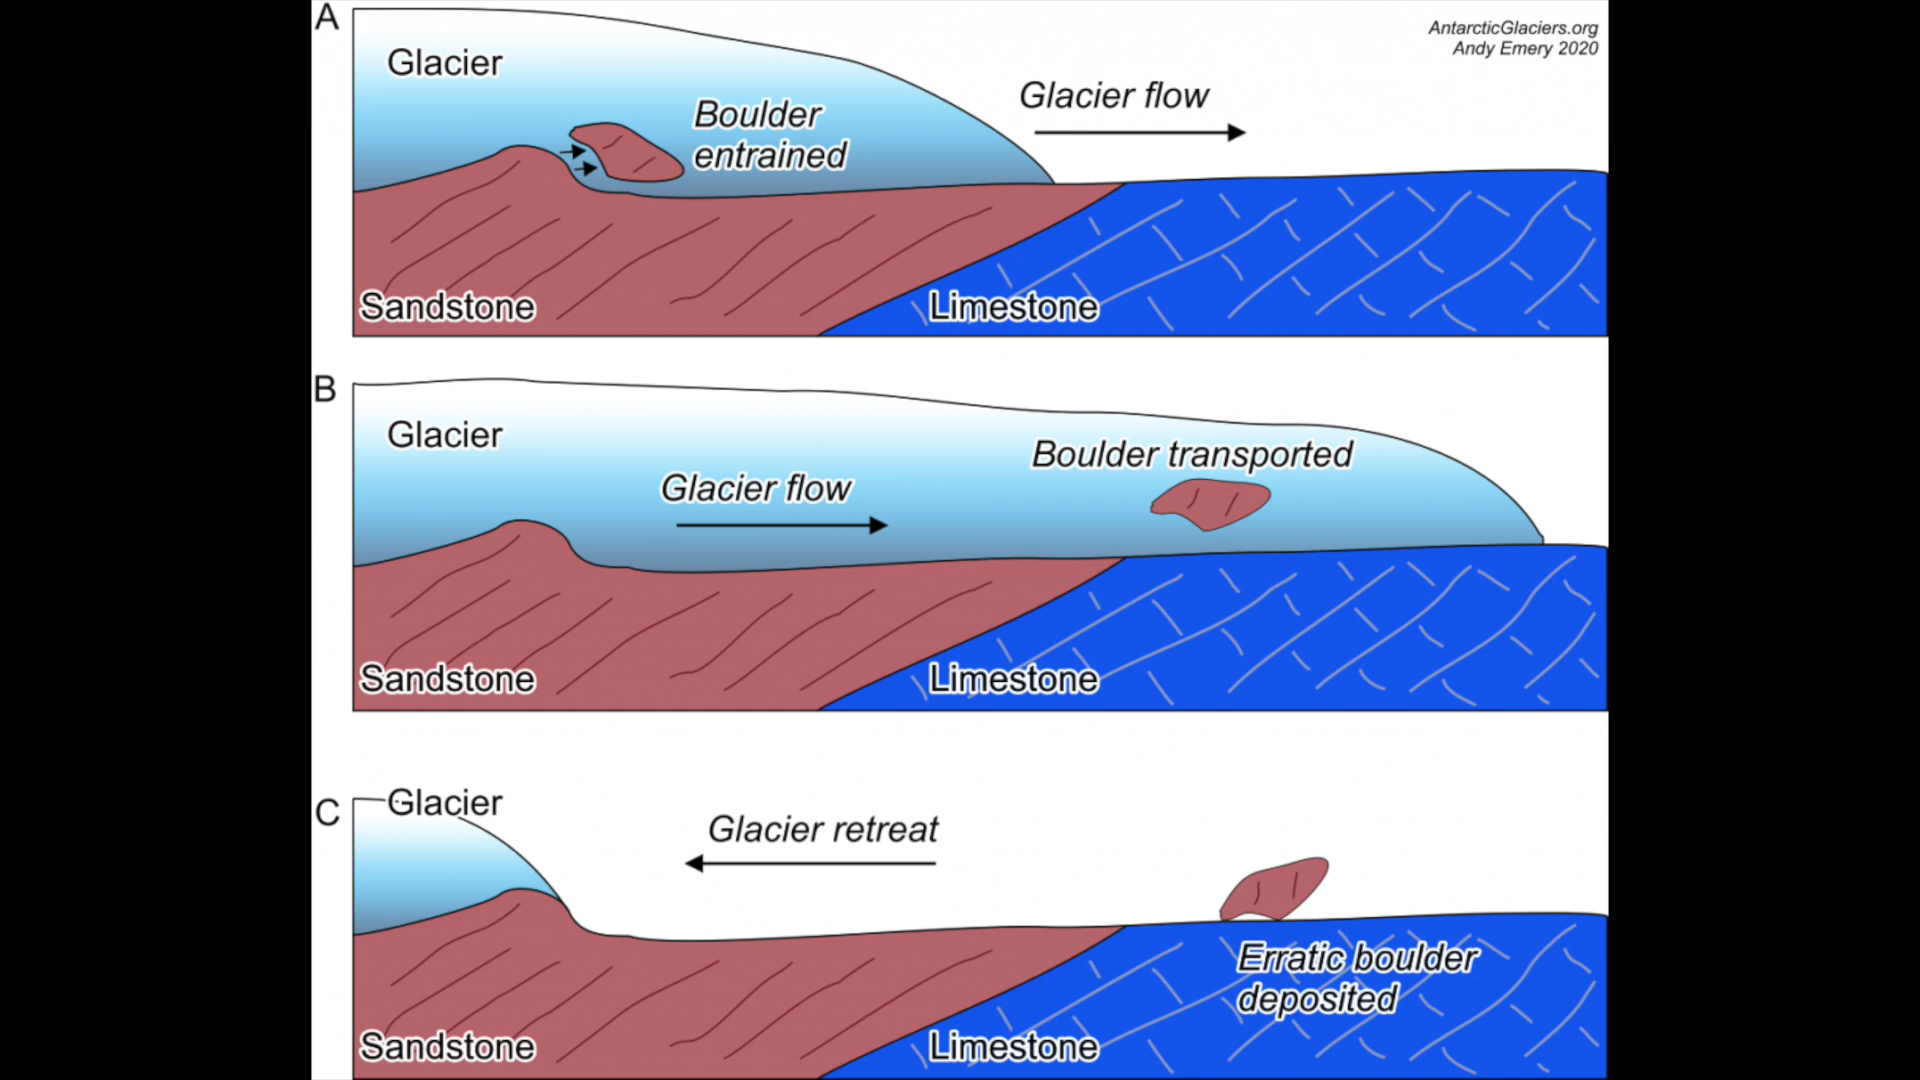 A
AntarcticGlaciers.org
Andy Emery 2020
Glacier
Glacier flow
Boulder
entrained
Sandstone
Limestone
B
Glacier
Boulder transported
Glacier flow
Sandstone
Limestone
C
Glacier
Glacier retreat
Erratic boulder
deposited
Sandstone
Limestone